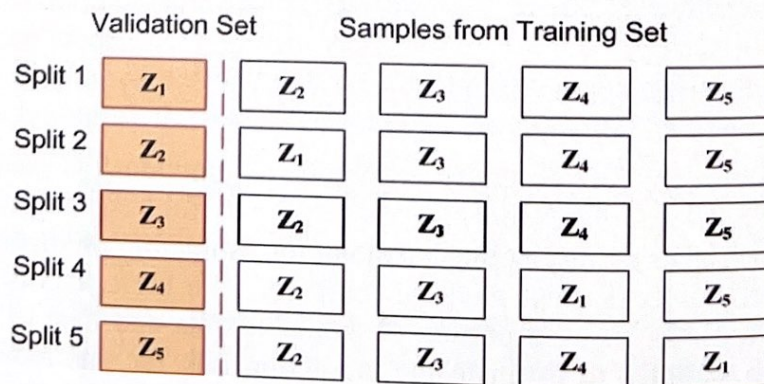 Validation Set Samples from Training Set
Split 1 Z₁ Z₂ Z₃ Z₄ Z₅
Split 2 Z₂ Z₁ Z₃ Z₄ Z₅
Split 3 Z₃ Z₂ Z₃ Z₄ Z₅
Split 4 Z₄ Z₂ Z₃ Z₁ Z₅
Split 5 Z₅ Z₂ Z₃ Z₄ Z₁